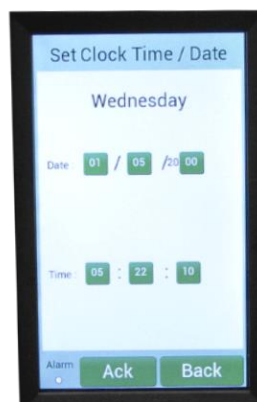 Set Clock Time / Date
Wednesday
Date : 01 / 05 /20 00
Time : 05 : 22 : 10
Alarm
Ack
Back